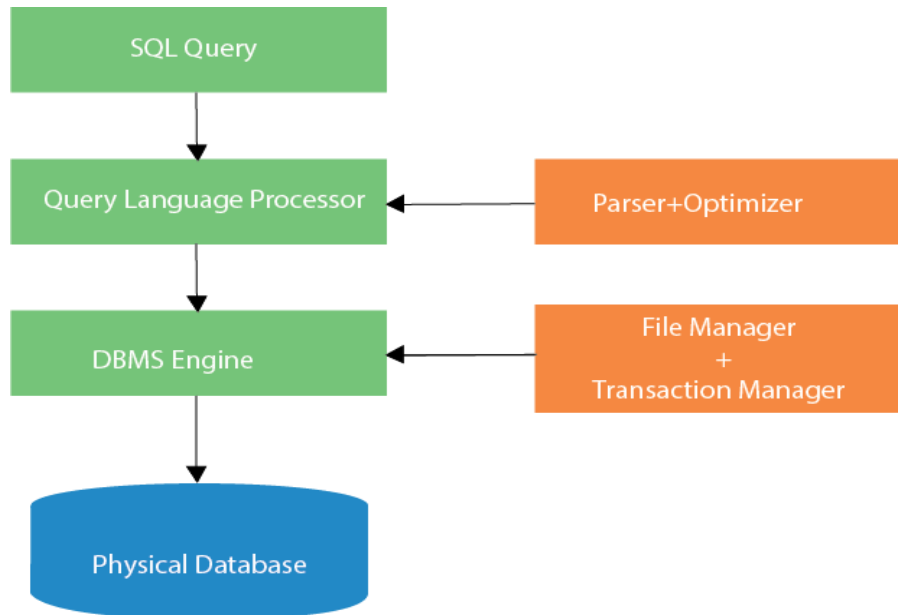 SQL Query
Query Language Processor
Parser+Optimizer
DBMS Engine
File Manager
+
Transaction Manager
Physical Database